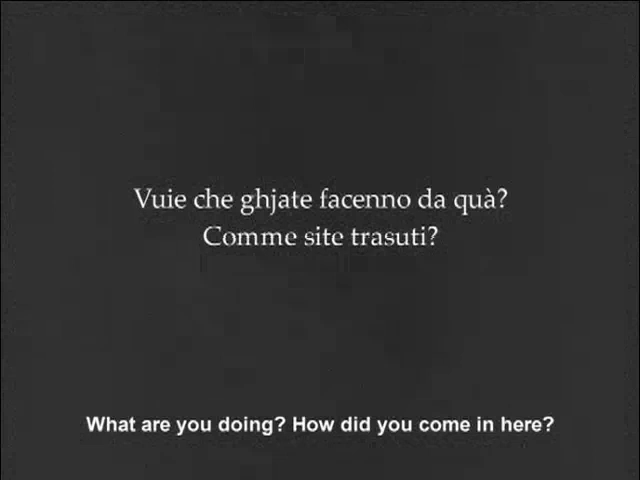 Vuie che ghjate facenno da quà?
Comme site trasuti?
What are you doing? How did you come in here?